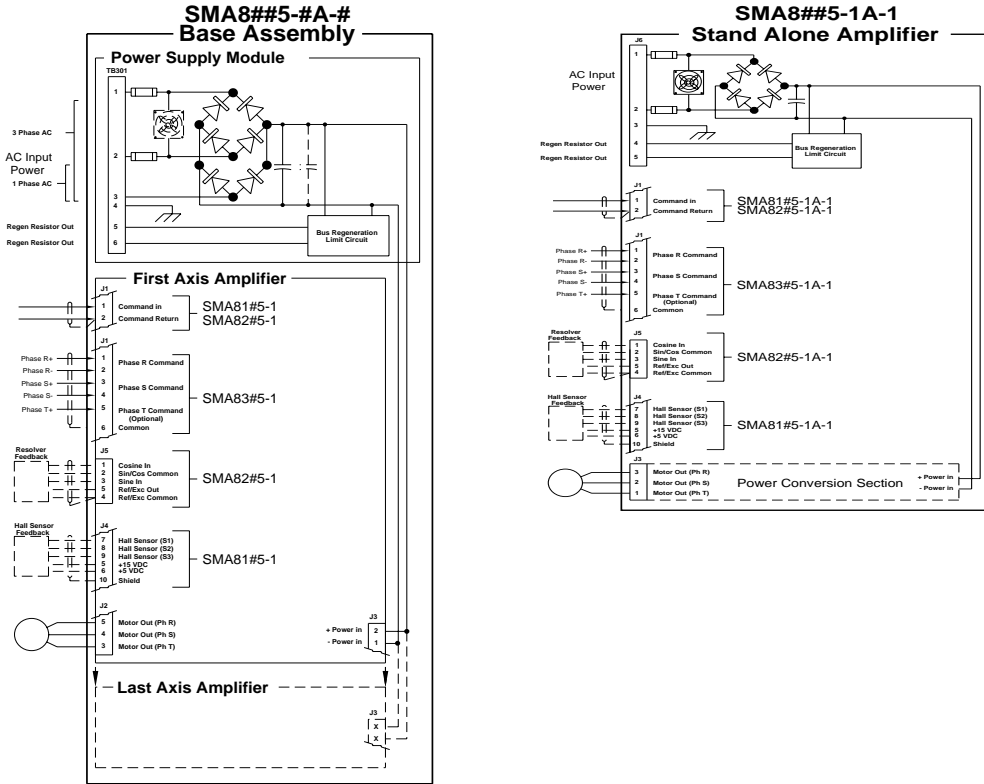 SMA8##5-#A-#
Base Assembly
Power Supply Module
TB301
1
2
3
4
5
6
3 Phase AC
AC Input
Power
1 Phase AC
Regen Resistor Out
Regen Resistor Out
Bus Regeneration
Limit Circuit
First Axis Amplifier
J1
1 Command in
2 Command Return
SMA81#5-1
SMA82#5-1
J1
Phase R+ 1
Phase R- 2
Phase R Command
Phase S+ 3
Phase S- 4
Phase S Command
Phase T+ 5
Phase T Command
(Optional)
6 Common
SMA83#5-1
Resolver
Feedback
J5
1 Cosine In
2 Sin/Cos Common
3 Sine In
5 Ref/Exc Out
4 Ref/Exc Common
SMA82#5-1
Hall Sensor
Feedback
J4
7 Hall Sensor (S1)
8 Hall Sensor (S2)
9 Hall Sensor (S3)
5 +15 VDC
6 +5 VDC
10 Shield
SMA81#5-1
J2
5 Motor Out (Ph R)
4 Motor Out (Ph S)
3 Motor Out (Ph T)
J3
+ Power in 2
- Power in 1
Last Axis Amplifier
J3
X
X
SMA8##5-1A-1
Stand Alone Amplifier
J6
1
2
3
4
5
AC Input
Power
Regen Resistor Out
Regen Resistor Out
Bus Regeneration
Limit Circuit
J1
1 Command in
2 Command Return
SMA81#5-1A-1
SMA82#5-1A-1
J1
Phase R+ 1
Phase R- 2
Phase R Command
Phase S+ 3
Phase S- 4
Phase S Command
Phase T+ 5
Phase T Command
(Optional)
6 Common
SMA83#5-1A-1
Resolver
Feedback
J5
1 Cosine In
2 Sin/Cos Common
3 Sine In
5 Ref/Exc Out
4 Ref/Exc Common
SMA82#5-1A-1
Hall Sensor
Feedback
J4
7 Hall Sensor (S1)
8 Hall Sensor (S2)
9 Hall Sensor (S3)
5 +15 VDC
6 +5 VDC
10 Shield
SMA81#5-1A-1
J3
3 Motor Out (Ph R)
2 Motor Out (Ph S)
1 Motor Out (Ph T)
Power Conversion Section
+ Power in
- Power in